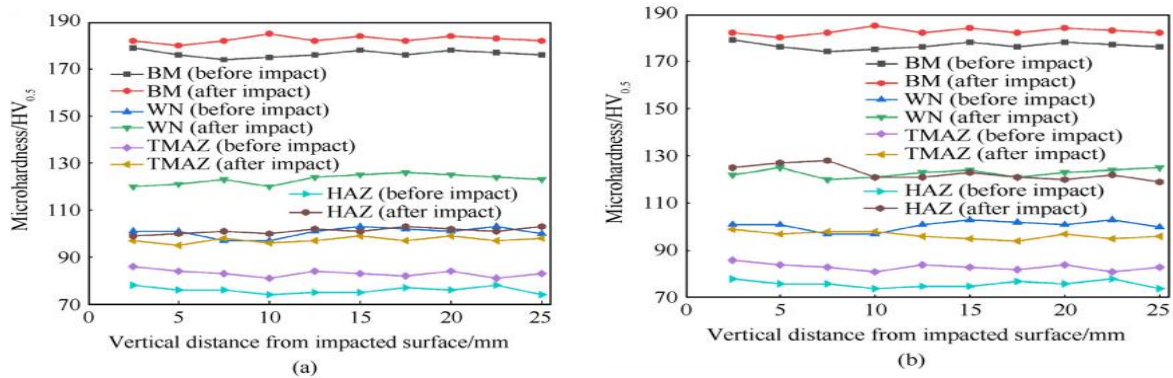 190
170
150
130
110
90
70
Microhardness/HV0.5
BM (before impact)
BM (after impact)
WN (before impact)
WN (after impact)
TMAZ (before impact)
TMAZ (after impact)
HAZ (before impact)
HAZ (after impact)
0 5 10 15 20 25
Vertical distance from impacted surface/mm
(a)
190
170
150
130
110
90
70
Microhardness/HV0.5
BM (before impact)
BM (after impact)
WN (before impact)
WN (after impact)
TMAZ (before impact)
TMAZ (after impact)
HAZ (before impact)
HAZ (after impact)
0 5 10 15 20 25
Vertical distance from impacted surface/mm
(b)